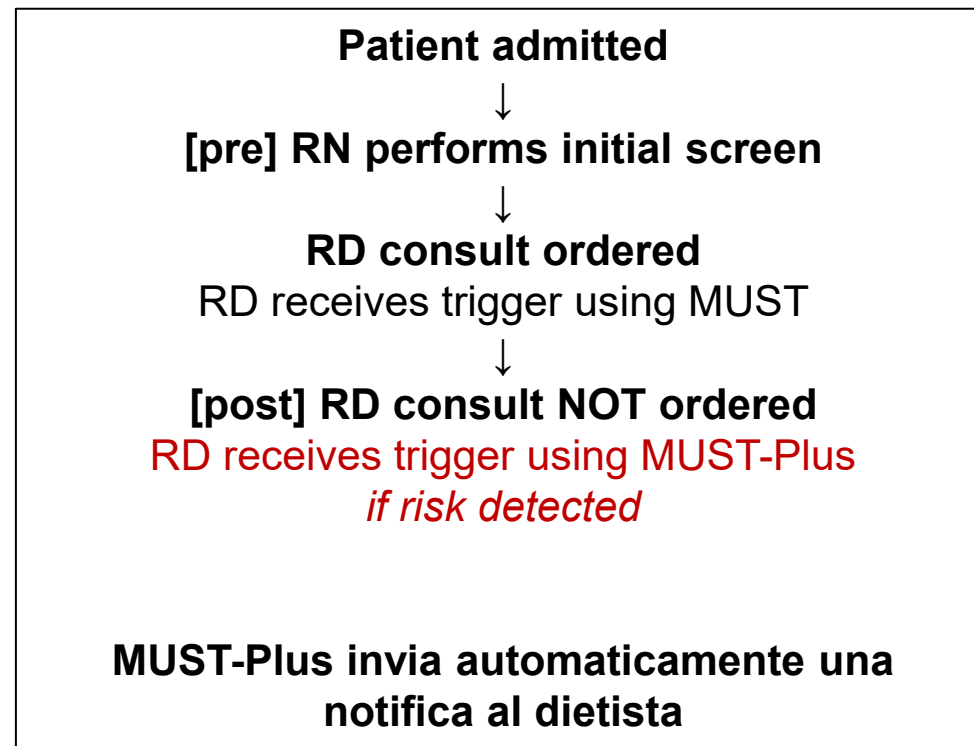 Patient admitted
↓
[pre] RN performs initial screen
↓
RD consult ordered
RD receives trigger using MUST
↓
[post] RD consult NOT ordered
RD receives trigger using MUST-Plus
if risk detected
MUST-Plus invia automaticamente una
notifica al dietista